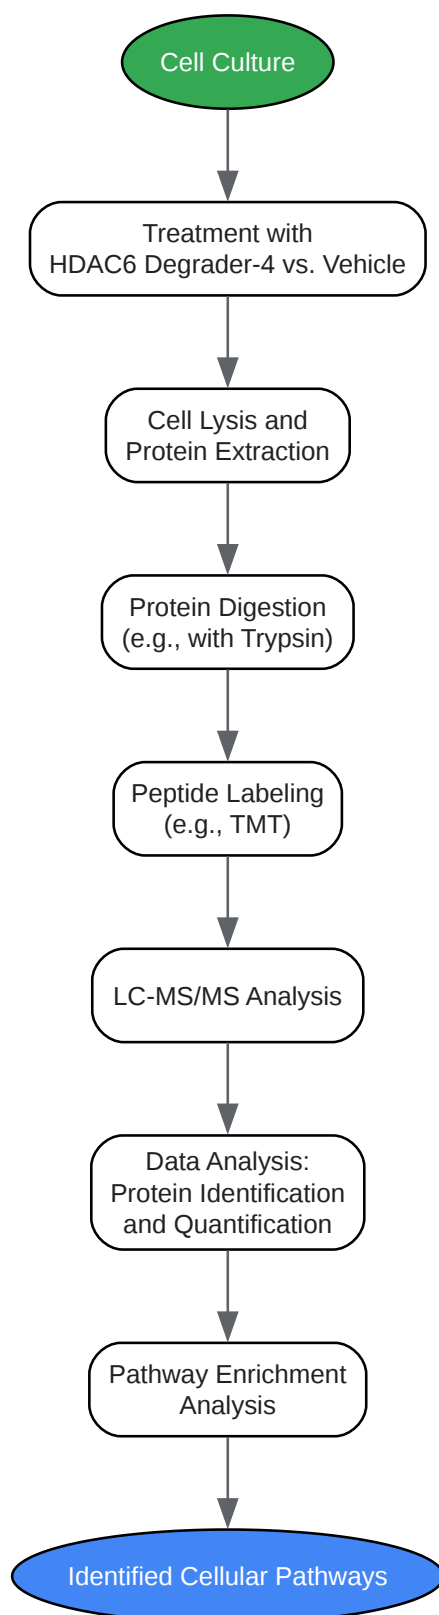 Cell Culture
Treatment with
HDAC6 Degrader-4 vs. Vehicle
Cell Lysis and
Protein Extraction
Protein Digestion
(e.g., with Trypsin)
Peptide Labeling
(e.g., TMT)
LC-MS/MS Analysis
Data Analysis:
Protein Identification
and Quantification
Pathway Enrichment
Analysis
Identified Cellular Pathways